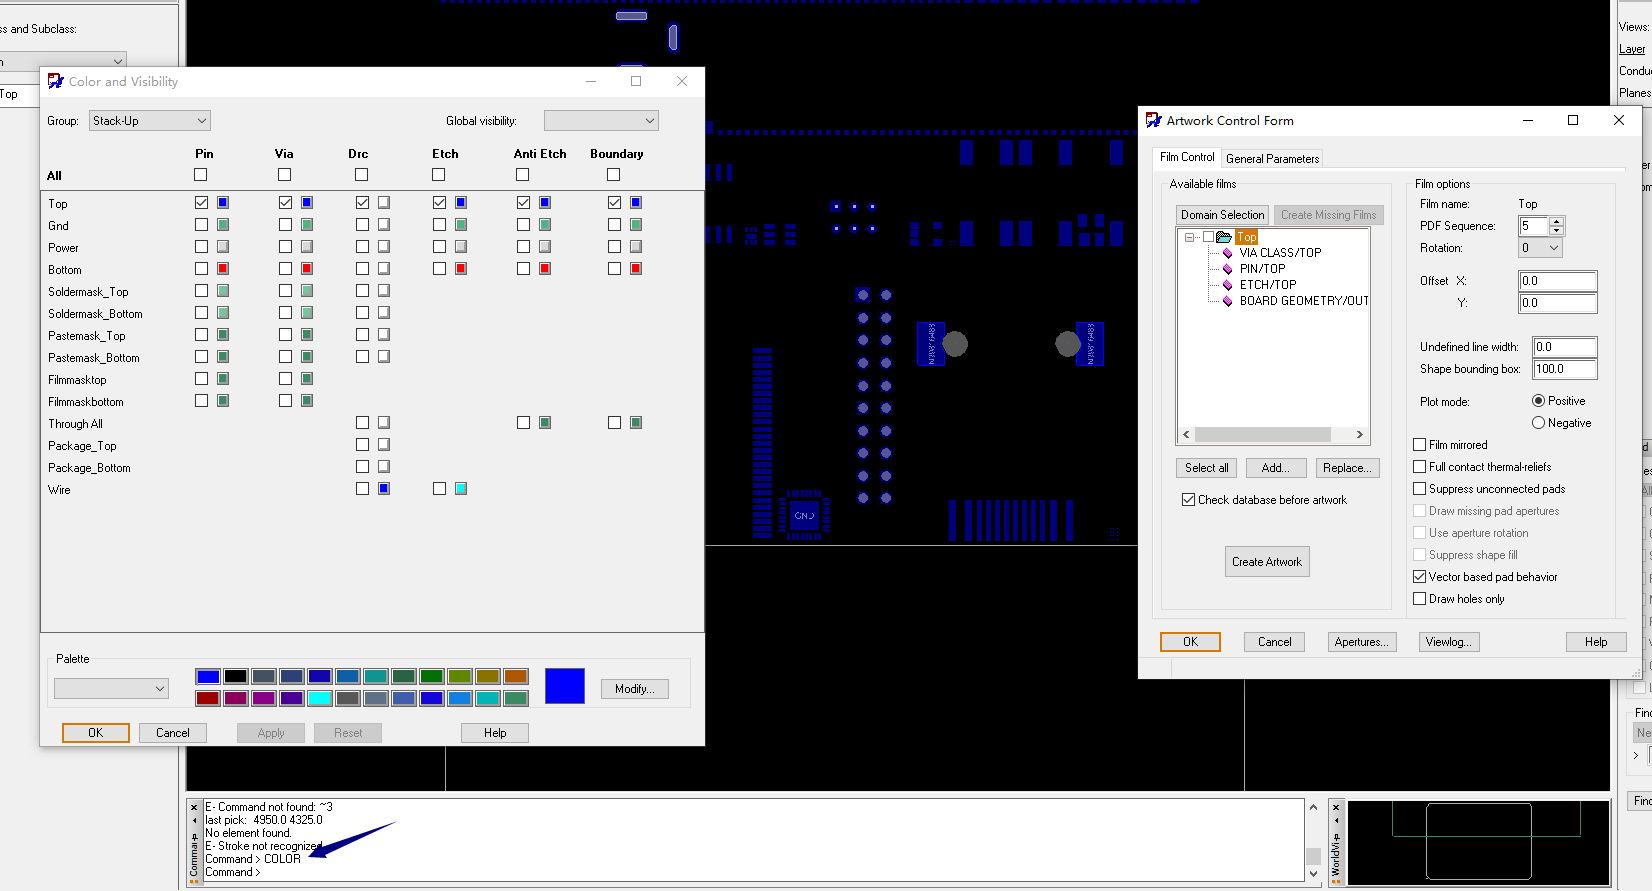 ss and Subclass:
Top
Color and Visibility
Group:
Stack-Up
Global visibility:
Pin Via Drc Etch Anti Etch Boundary
All
Top
Gnd
Power
Bottom
Soldermask_Top
Soldermask_Bottom
Pastemask_Top
Pastemask_Bottom
Filmmasktop
Filmmaskbottom
Through All
Package_Top
Package_Bottom
Wire
Palette
Modify...
OK Cancel Apply Reset Help
GND
Artwork Control Form
Film Control General Parameters
Available films
Domain Selection Create Missing Films
Top
VIA CLASS/TOP
PIN/TOP
ETCH/TOP
BOARD GEOMETRY/OUT
Select all Add... Replace...
Check database before artwork
Create Artwork
Film options
Film name: Top
PDF Sequence: 5
Rotation: 0
Offset X: 0.0
Y: 0.0
Undefined line width: 0.0
Shape bounding box: 100.0
Plot mode: Positive
Negative
Film mirrored
Full contact thermal-reliefs
Suppress unconnected pads
Draw missing pad apertures
Use aperture rotation
Suppress shape fill
Vector based pad behavior
Draw holes only
OK Cancel Apertures... Viewlog... Help
Views:
Layer
Condu
Planes
Find
Ne
Find
E- Command not found: ~3
last pick: 4950.0 4325.0
No element found.
E- Stroke not recognized
Command > COLOR
Command >